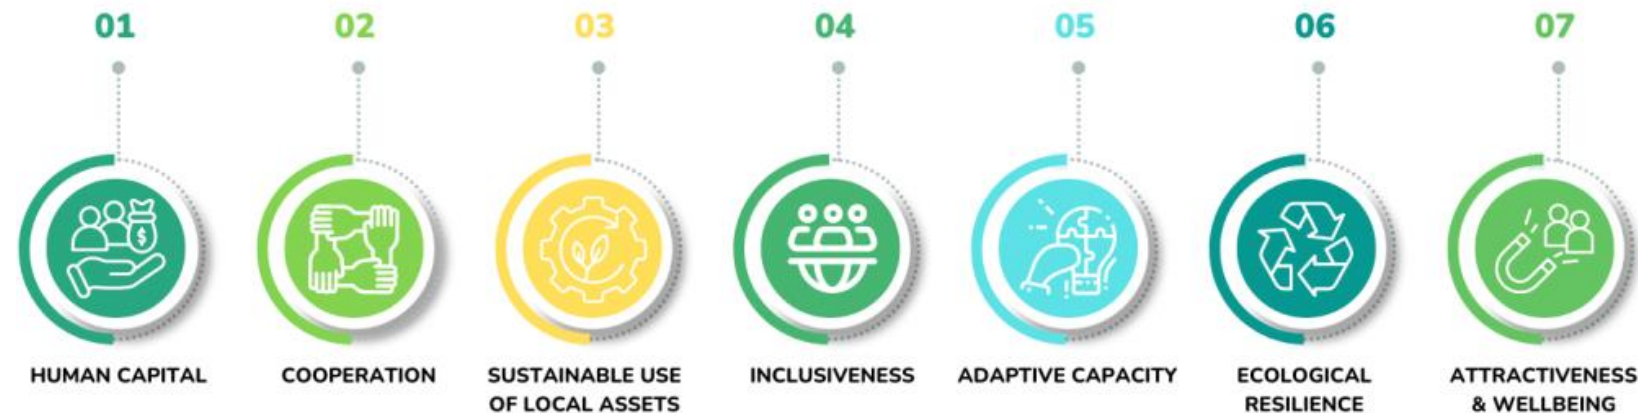 01
02
03
04
05
06
07
$
HUMAN CAPITAL
COOPERATION
SUSTAINABLE USE
OF LOCAL ASSETS
INCLUSIVENESS
ADAPTIVE CAPACITY
ECOLOGICAL
RESILIENCE
ATTRACTIVENESS
& WELLBEING